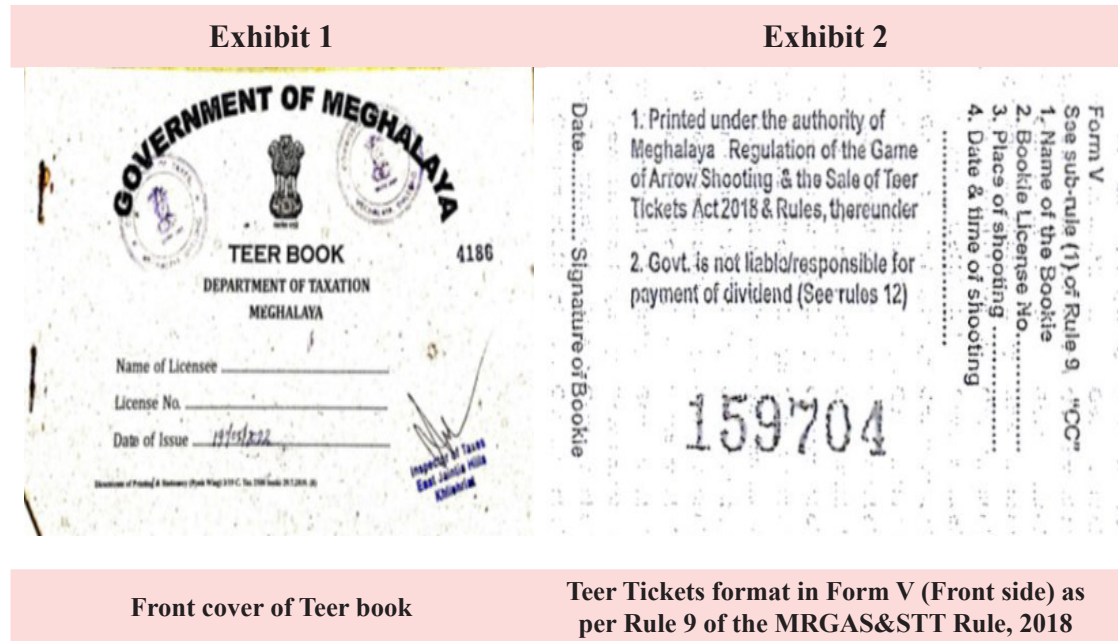 Exhibit 1
Exhibit 2
GOVERNMENT OF MEGHALAYA
TEER BOOK
4186
DEPARTMENT OF TAXATION
MEGHALAYA
Name of Licensee
License No.
Date of Issue
Inspector of Taxes
East Jaintia Hills
Khliehriat
Form V
See sub-rule (1) of Rule 9 "CC"
1. Name of the Bookie
2. Bookie License No..............
3. Place of shooting ..................
4. Date & time of shooting
..........................
1. Printed under the authority of
Meghalaya Regulation of the Game
of Arrow Shooting & the Sale of Teer
Tickets Act 2018 & Rules, thereunder
2. Govt. is not liable/responsible for
payment of dividend (See rules 12)
159704
Date............ Signature of Bookie
Front cover of Teer book
Teer Tickets format in Form V (Front side) as
per Rule 9 of the MRGAS&STT Rule, 2018